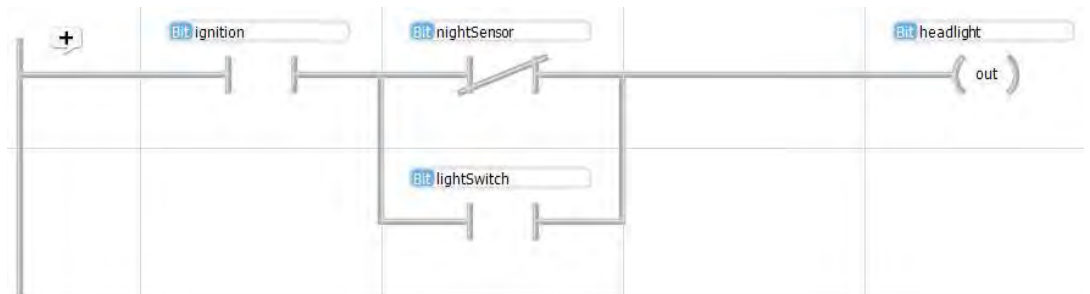 +
Bit ignition
Bit nightSensor
Bit headlight
out
Bit lightSwitch